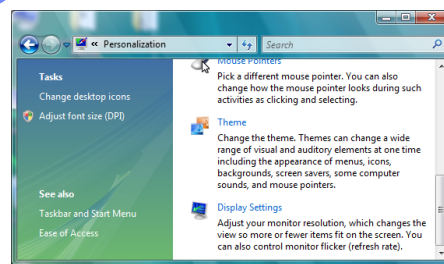 « Personalization
Search
Tasks
Change desktop icons
Adjust font size (DPI)
See also
Taskbar and Start Menu
Ease of Access
Mouse Pointers
Pick a different mouse pointer. You can also
change how the mouse pointer looks during such
activities as clicking and selecting.
Theme
Change the theme. Themes can change a wide
range of visual and auditory elements at one time
including the appearance of menus, icons,
backgrounds, screen savers, some computer
sounds, and mouse pointers.
Display Settings
Adjust your monitor resolution, which changes the
view so more or fewer items fit on the screen. You
can also control monitor flicker (refresh rate).